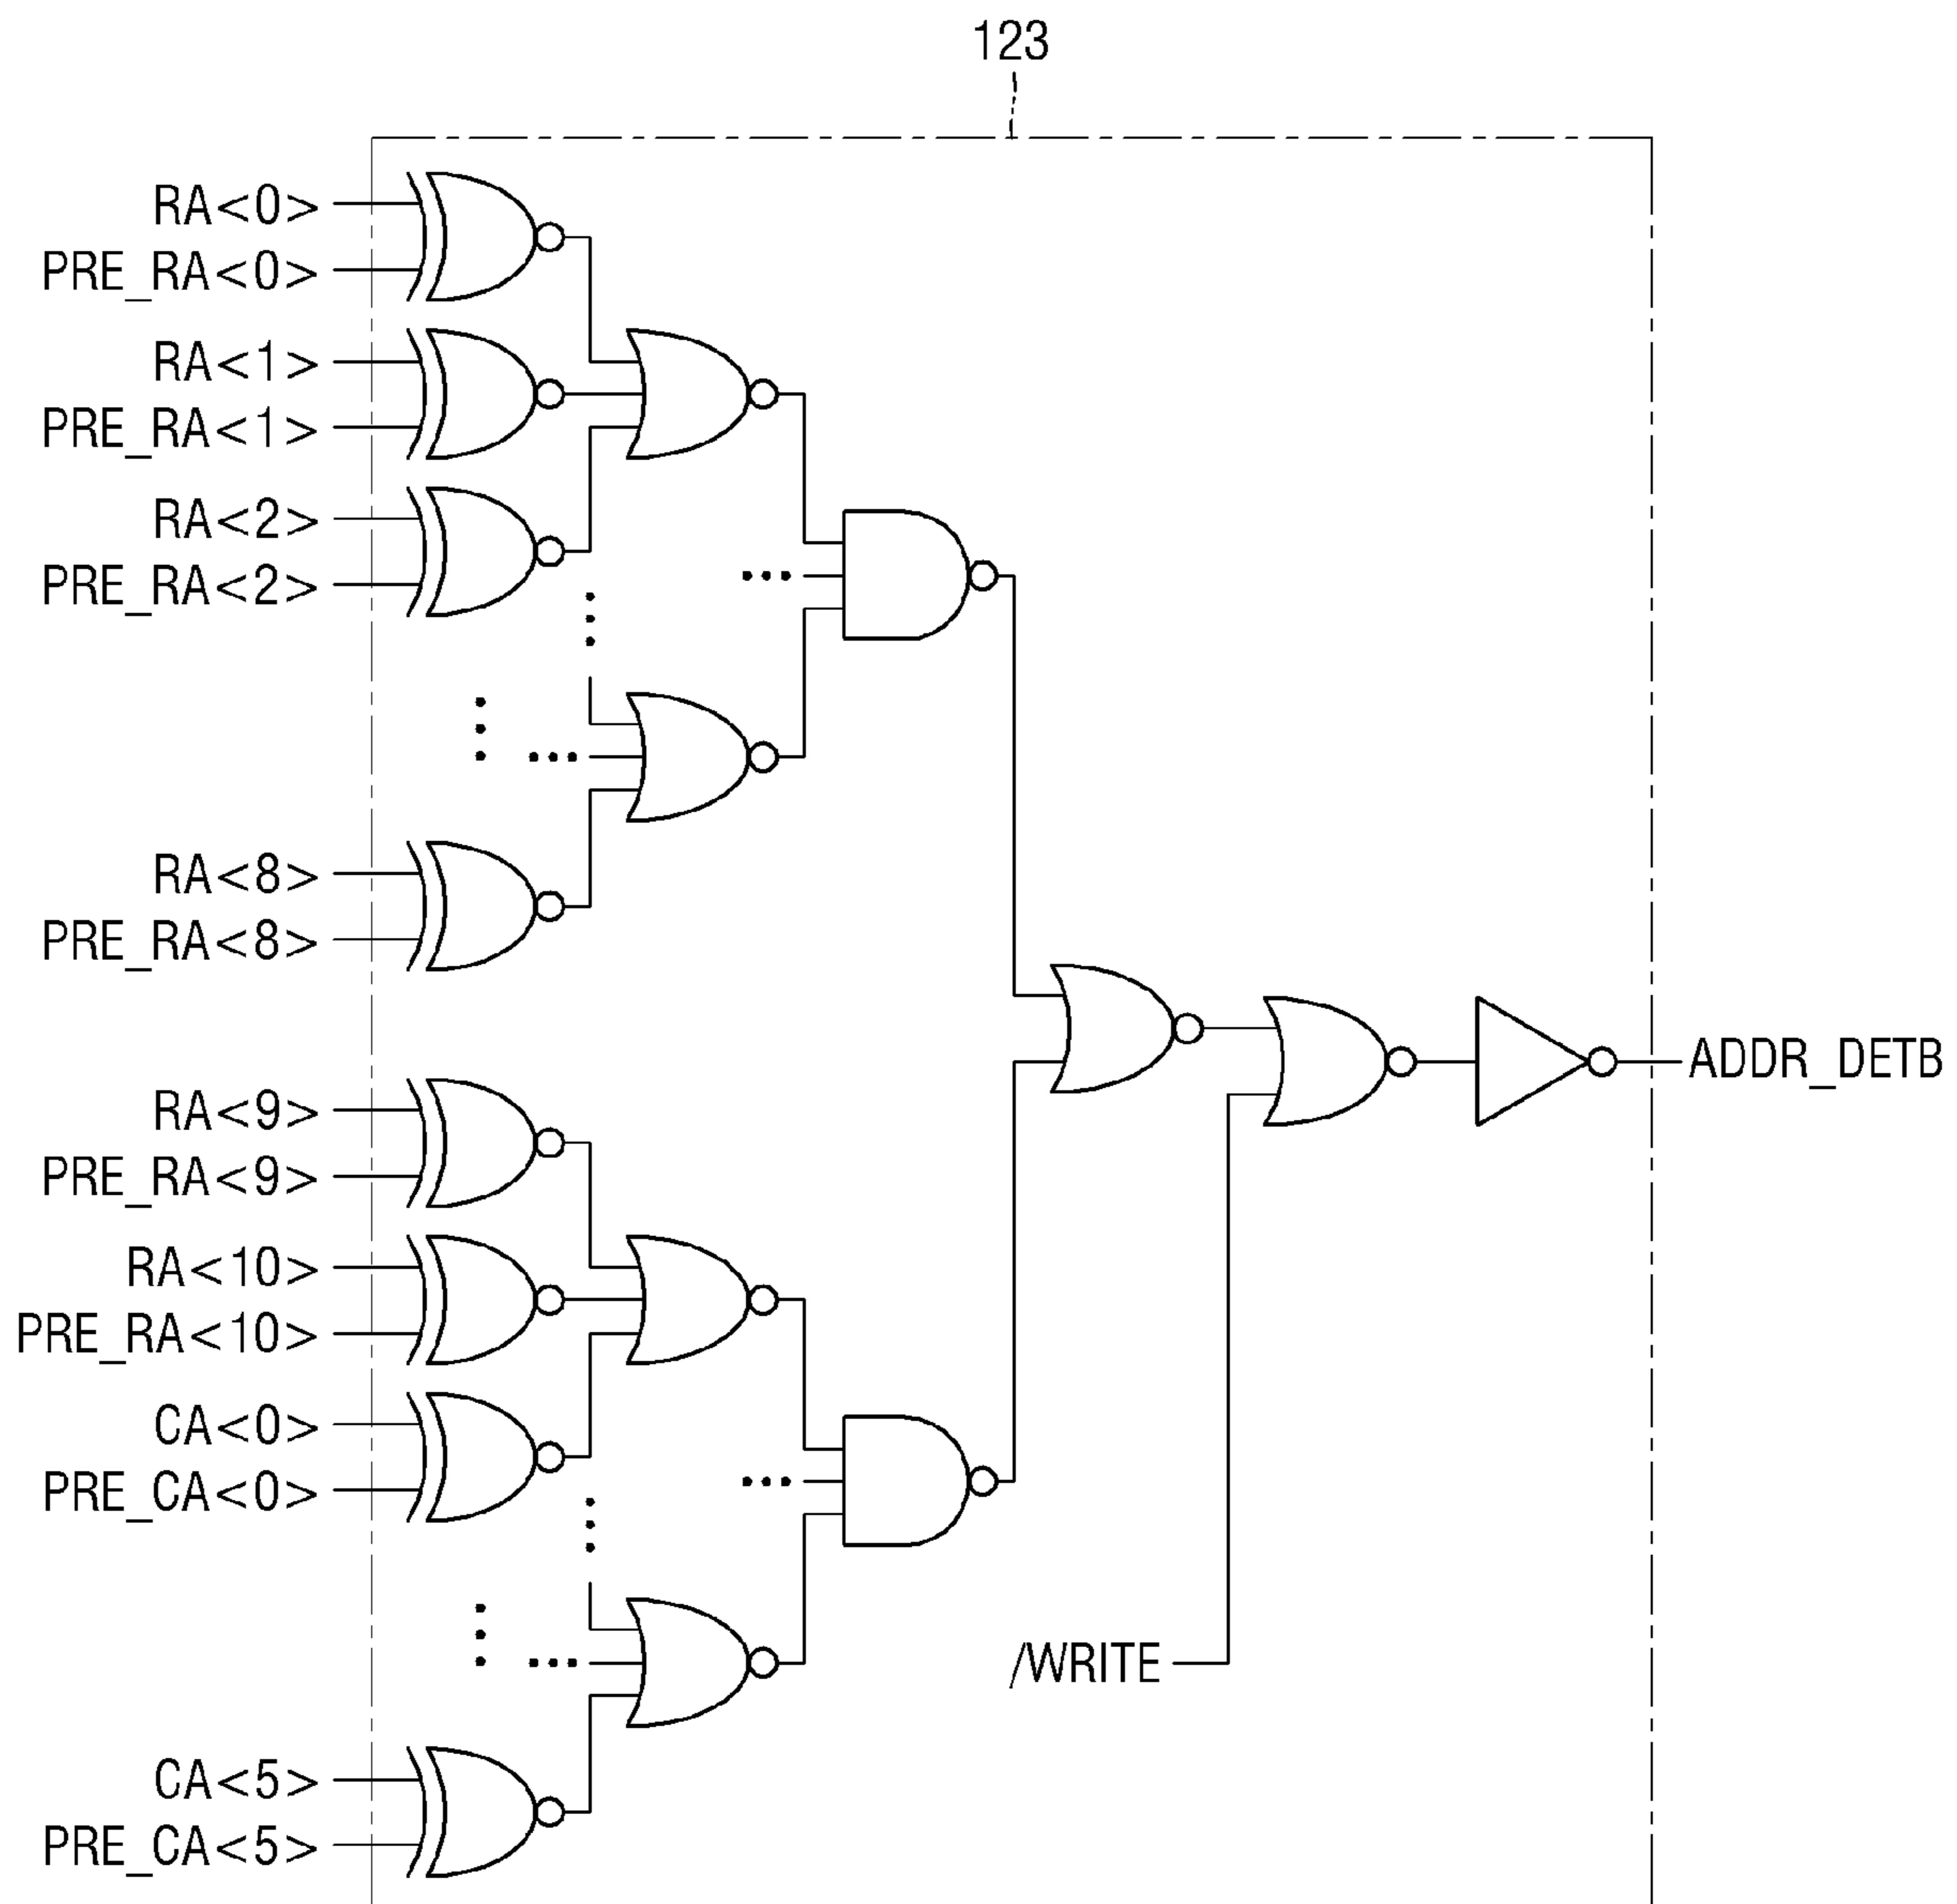 123
RA<0>
PRE_RA<0>
RA<1>
PRE_RA<1>
RA<2>
PRE_RA<2>
RA<8>
PRE_RA<8>
RA<9>
PRE_RA<9>
RA<10>
PRE_RA<10>
CA<0>
PRE_CA<0>
CA<5>
PRE_CA<5>
/WRITE
ADDR_DETB